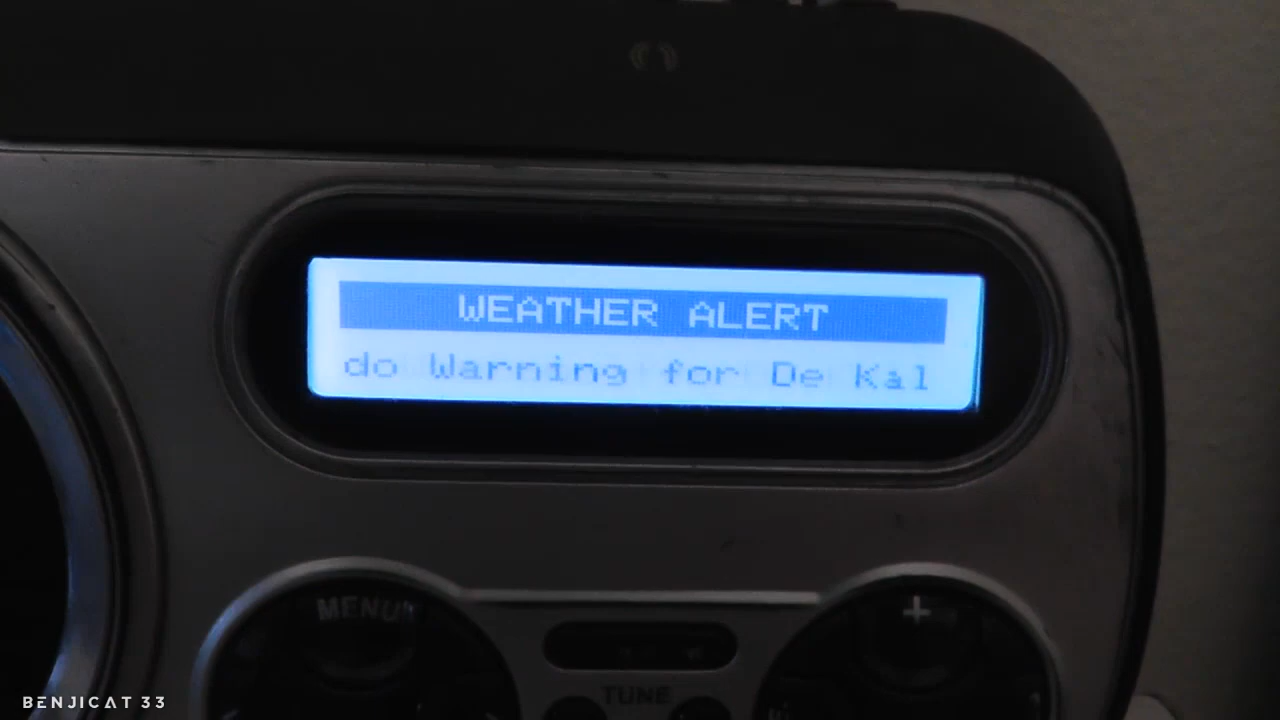 WEATHER ALERT
do Warning for De Kal
MENU
+
TUNE
BENJICAT 33